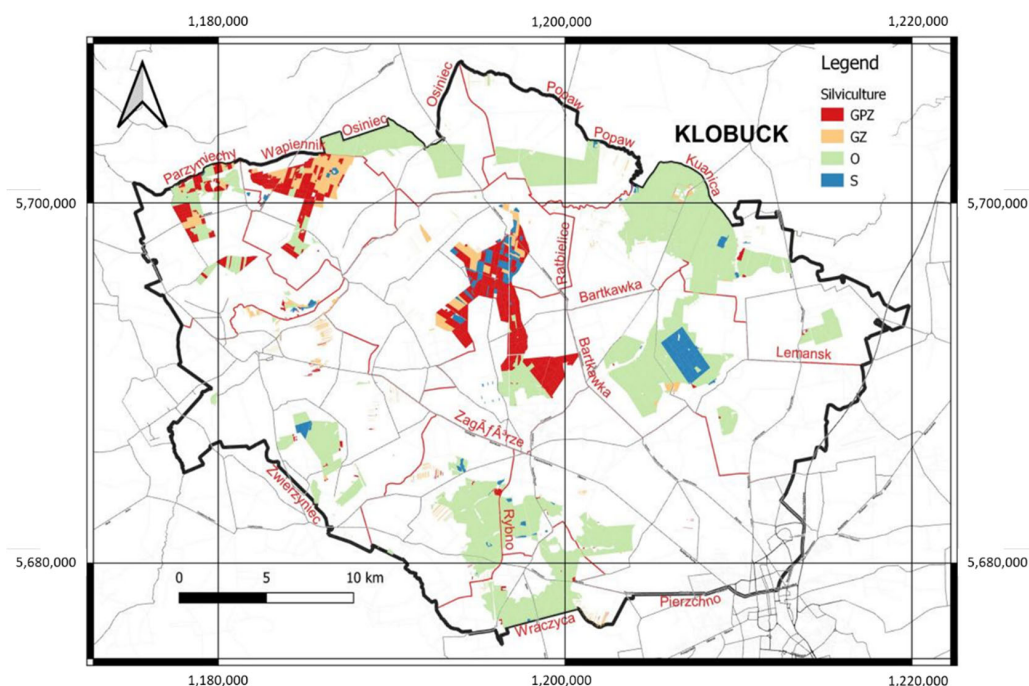 1,180,000
1,200,000
1,220,000
Legend
Silviculture
GPZ
GZ
O
S
KLOBUCK
Osiniec
Popaw
Popaw
Osiniec
Wapiennik
Parzymiechy
Kuanica
5,700,000
5,700,000
Ratbielice
Bartkawka
Bartkawka
Lemansk
ZagÃƒÂ³rze
Zwierzyniec
Rybno
5,680,000
5,680,000
0
5
10 km
Pierzchno
Wraczyca
1,180,000
1,200,000
1,220,000